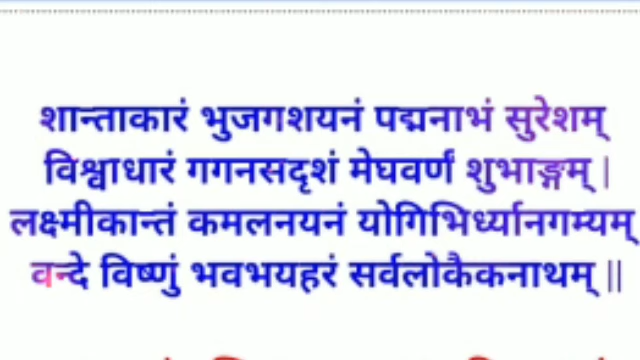 शान्ताकारं भुजगशयनं पद्मनाभं सुरेशम्
विश्वाधारं गगनसदृशं मेघवर्णं शुभाङ्गम् |
लक्ष्मीकान्तं कमलनयनं योगिभिर्ध्यानगम्यम्
वन्दे विष्णुं भवभयहरं सर्वलोकैकनाथम् ||